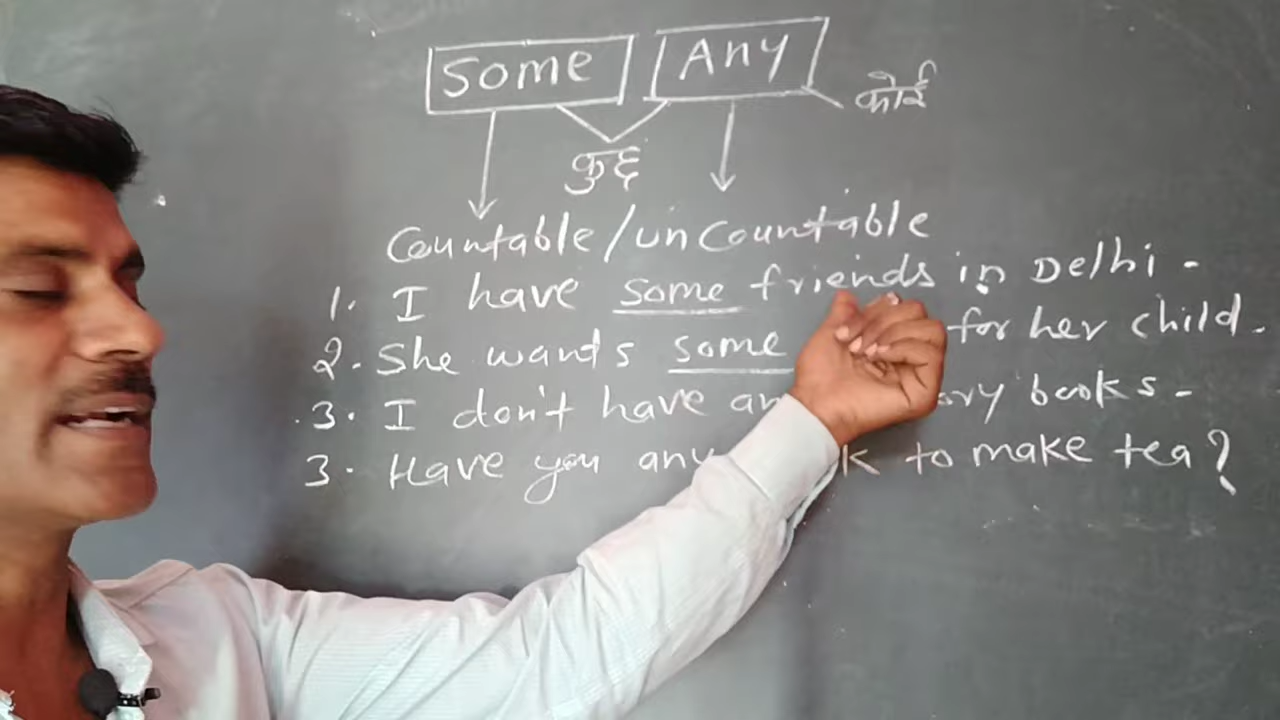 Some Any कोई
कुछ
Countable/uncountable
1. I have some friends in Delhi.
2. She wants some for her child.
3. I don't have books.
3. Have you any to make tea?